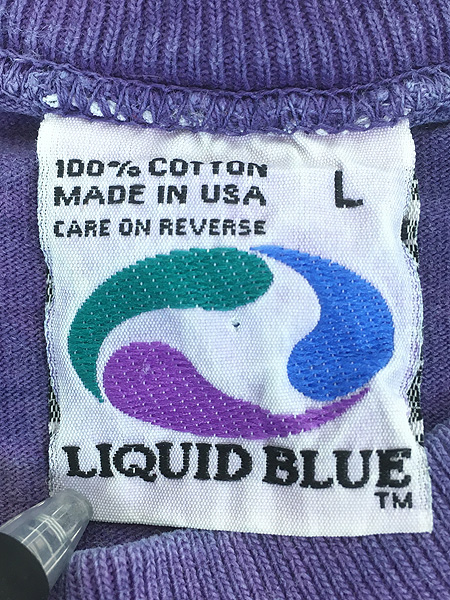 100% COTTON L
MADE IN USA
CARE ON REVERSE
LIQUID BLUE
TM